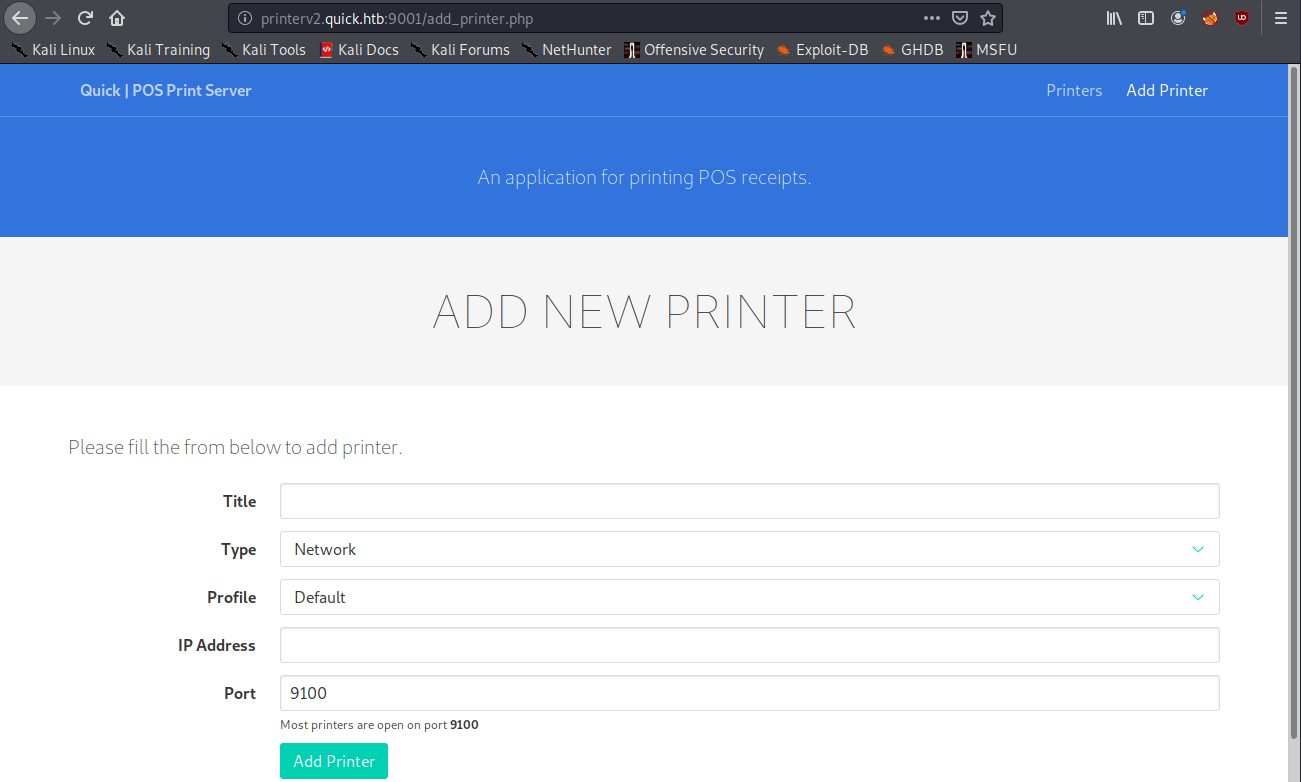 printerv2.quick.htb:9001/add_printer.php
Kali Linux Kali Training Kali Tools Kali Docs Kali Forums NetHunter Offensive Security Exploit-DB GHDB MSFU
Quick | POS Print Server Printers Add Printer
An application for printing POS receipts.
ADD NEW PRINTER
Please fill the from below to add printer.
Title
Type Network
Profile Default
IP Address
Port 9100
Most printers are open on port 9100
Add Printer